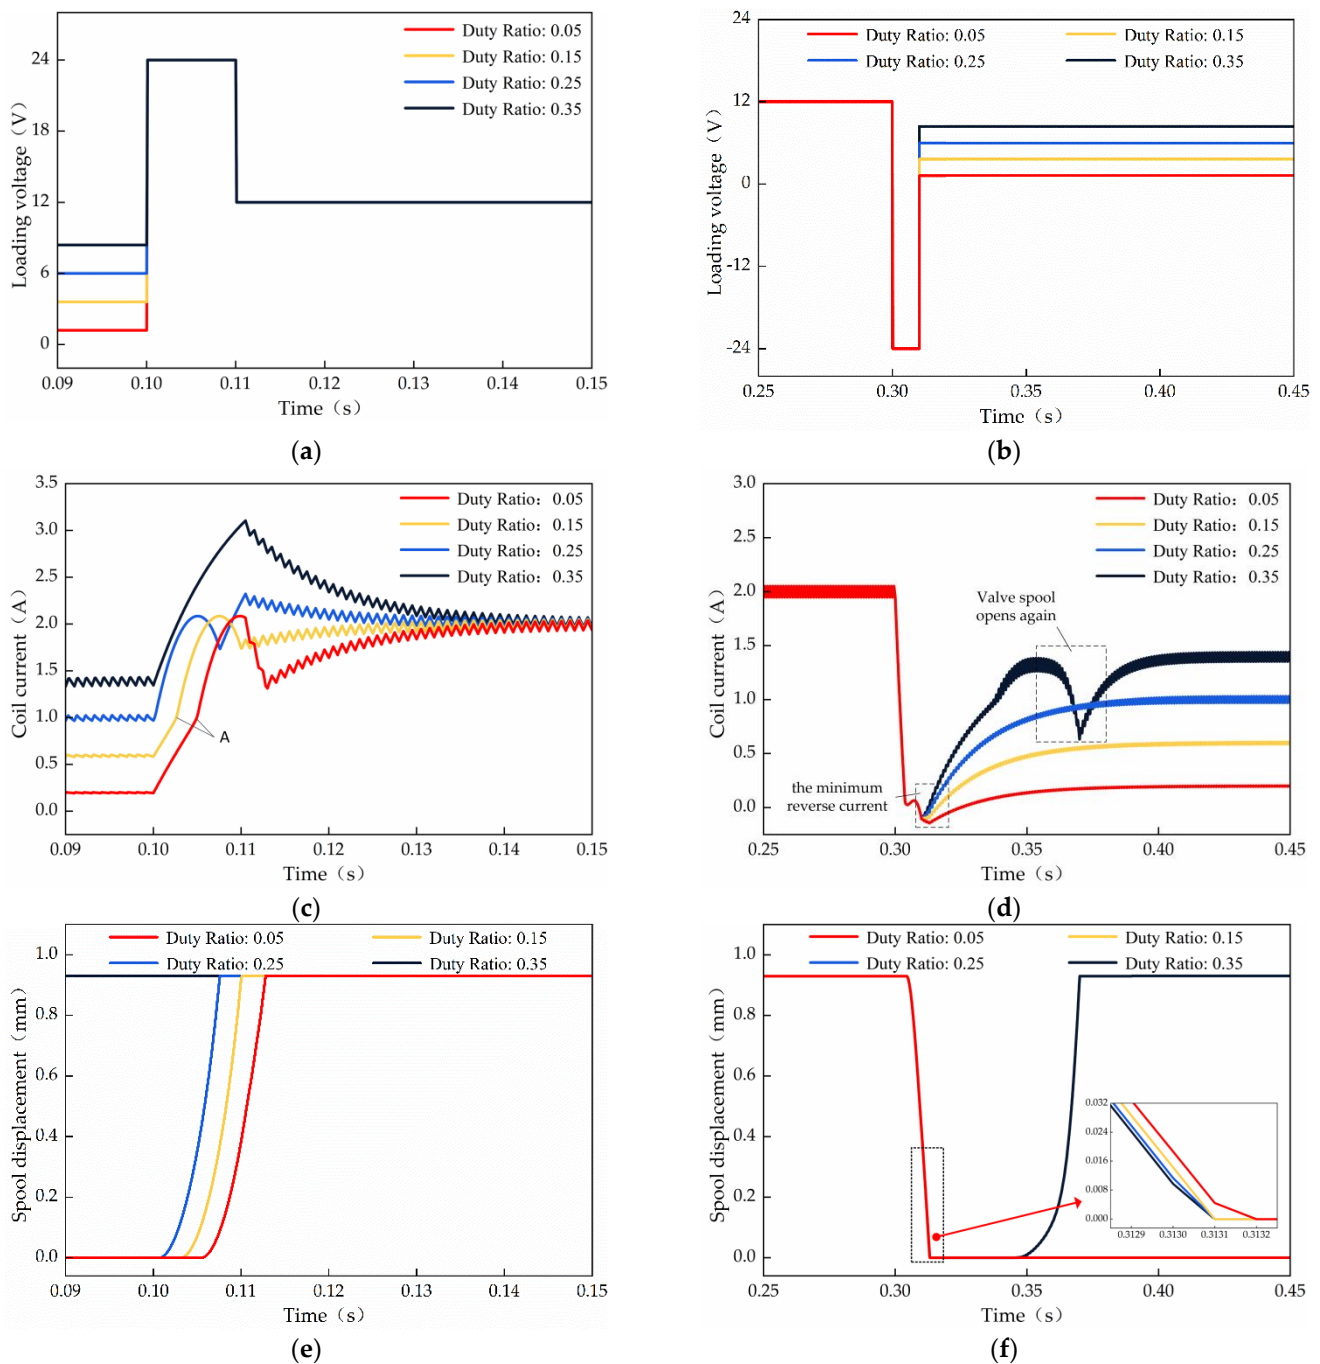 Duty Ratio: 0.05
Duty Ratio: 0.15
Duty Ratio: 0.25
Duty Ratio: 0.35
Loading voltage（V）
24
18
12
6
0
0.09 0.10 0.11 0.12 0.13 0.14 0.15
Time（s）
(a)
Duty Ratio: 0.05 Duty Ratio: 0.15
Duty Ratio: 0.25 Duty Ratio: 0.35
Loading voltage（V）
24
12
0
-12
-24
0.25 0.30 0.35 0.40 0.45
Time（s）
(b)
Duty Ratio：0.05
Duty Ratio：0.15
Duty Ratio：0.25
Duty Ratio：0.35
Coil current（A）
3.5
3.0
2.5
2.0
1.5
1.0
0.5
0.0
A
0.09 0.10 0.11 0.12 0.13 0.14 0.15
Time（s）
(c)
Duty Ratio：0.05
Duty Ratio：0.15
Duty Ratio：0.25
Duty Ratio：0.35
Coil current（A）
3.0
2.5
2.0
1.5
1.0
0.5
0.0
Valve spool
opens again
the minimum
reverse current
0.25 0.30 0.35 0.40 0.45
Time（s）
(d)
Duty Ratio: 0.05 Duty Ratio: 0.15
Duty Ratio: 0.25 Duty Ratio: 0.35
Spool displacement（mm）
1.0
0.8
0.6
0.4
0.2
0.0
0.09 0.10 0.11 0.12 0.13 0.14 0.15
Time（s）
(e)
Duty Ratio: 0.05 Duty Ratio: 0.15
Duty Ratio: 0.25 Duty Ratio: 0.35
Spool displacement（mm）
1.0
0.8
0.6
0.4
0.2
0.0
0.032
0.024
0.016
0.008
0.000
0.3129 0.3130 0.3131 0.3132
0.25 0.30 0.35 0.40 0.45
Time（s）
(f)